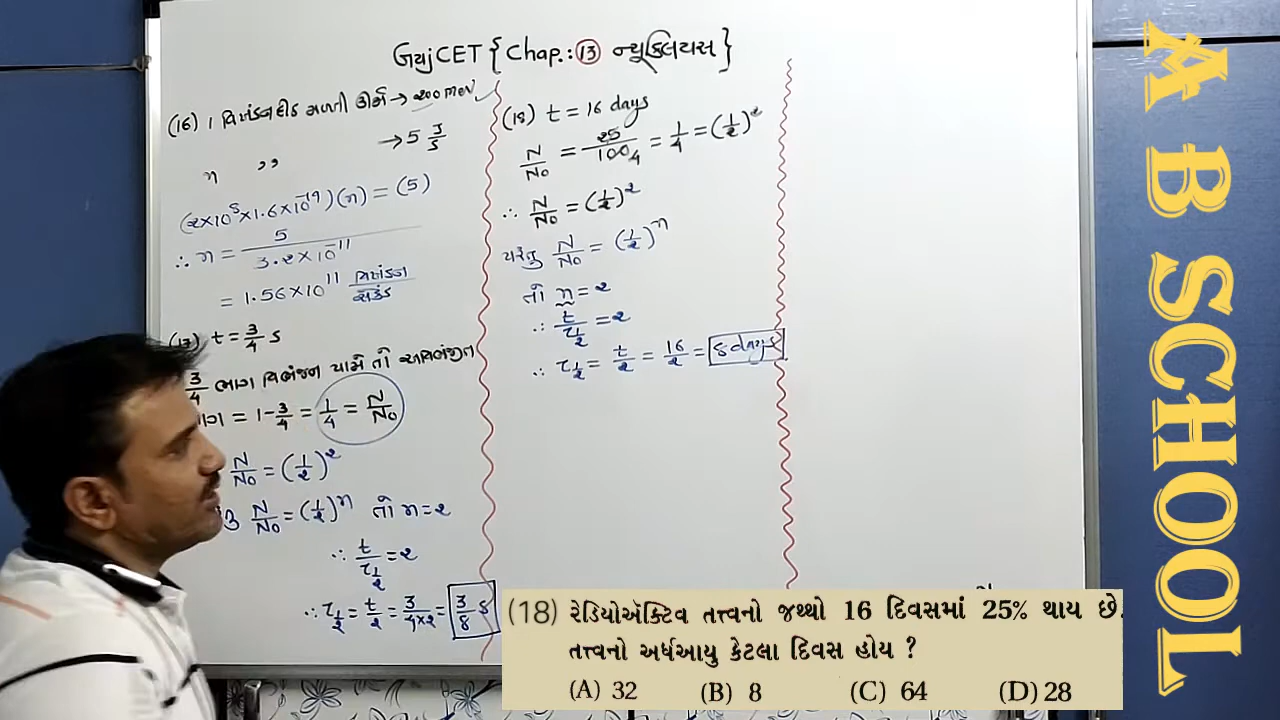 GujCET { Chap.: 13 ન્યૂક્લિયસ }
(16) 1 વિખંડન દીઠ મળતી ઊર્જા → 200 MeV
n ,, → 5 J/s
(2×10⁸×1.6×10⁻¹⁹)(n) = (5)
∴ n = 5/3.2×10⁻¹¹
= 1.56×10¹¹ વિખંડન/સેકંડ
(17) t = 3/4 s
3/4 ભાગ વિભંજન પામે તો અવિભંજીત
ભાગ = 1-3/4 = 1/4 = N/N₀
N/N₀ = (1/2)²
N/N₀ = (1/2)ⁿ તો n=2
∴ t/τ½ = 2
∴ τ½ = t/2 = 3/4×2 = 3/8 s
(18) t = 16 days
N/N₀ = 25/100 4 = 1/4 = (1/2)²
∴ N/N₀ = (1/2)²
પરંતુ N/N₀ = (1/2)ⁿ
તો n = 2
∴ t/τ½ = 2
∴ τ½ = t/2 = 16/2 = 8 days
(18) રેડિયોઍક્ટિવ તત્ત્વનો જથ્થો 16 દિવસમાં 25% થાય છે.
તત્ત્વનો અર્ધઆયુ કેટલા દિવસ હોય ?
(A) 32 (B) 8 (C) 64 (D) 28
A B SCHOOL